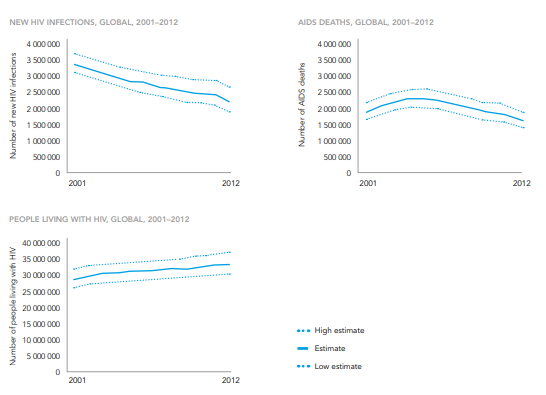 NEW HIV INFECTIONS, GLOBAL, 2001–2012
Number of new HIV infections
4 000 000
3 500 000
3 000 000
2 500 000
2 000 000
1 500 000
1 000 000
500 000
0
2001 2012
AIDS DEATHS, GLOBAL, 2001–2012
Number of AIDS deaths
4 000 000
3 500 000
3 000 000
2 500 000
2 000 000
1 500 000
1 000 000
500 000
0
2001 2012
PEOPLE LIVING WITH HIV, GLOBAL, 2001–2012
Number of people living with HIV
40 000 000
35 000 000
30 000 000
25 000 000
20 000 000
15 000 000
10 000 000
5 000 000
0
2001 2012
High estimate
Estimate
Low estimate